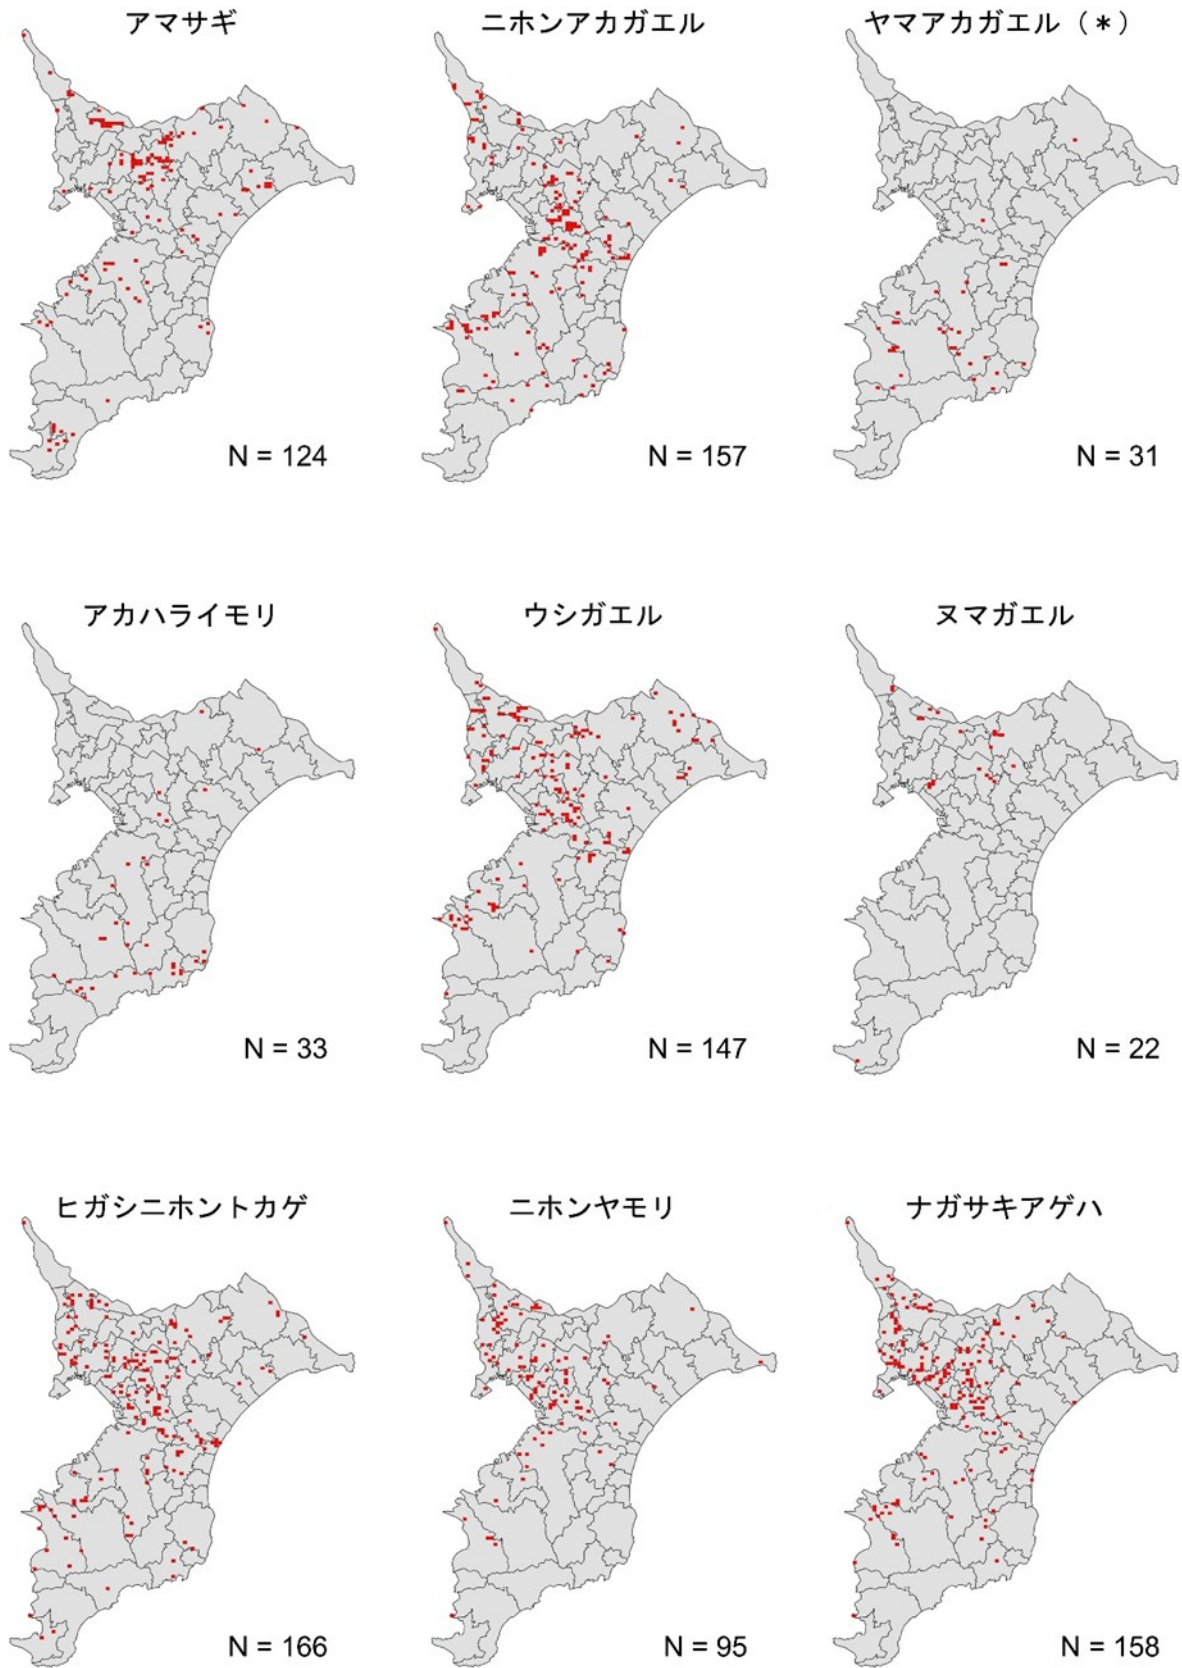 アマサギ
ニホンアカガエル
ヤマアカガエル（＊）
N = 124
N = 157
N = 31
アカハライモリ
ウシガエル
ヌマガエル
N = 33
N = 147
N = 22
ヒガシニホントカゲ
ニホンヤモリ
ナガサキアゲハ
N = 166
N = 95
N = 158